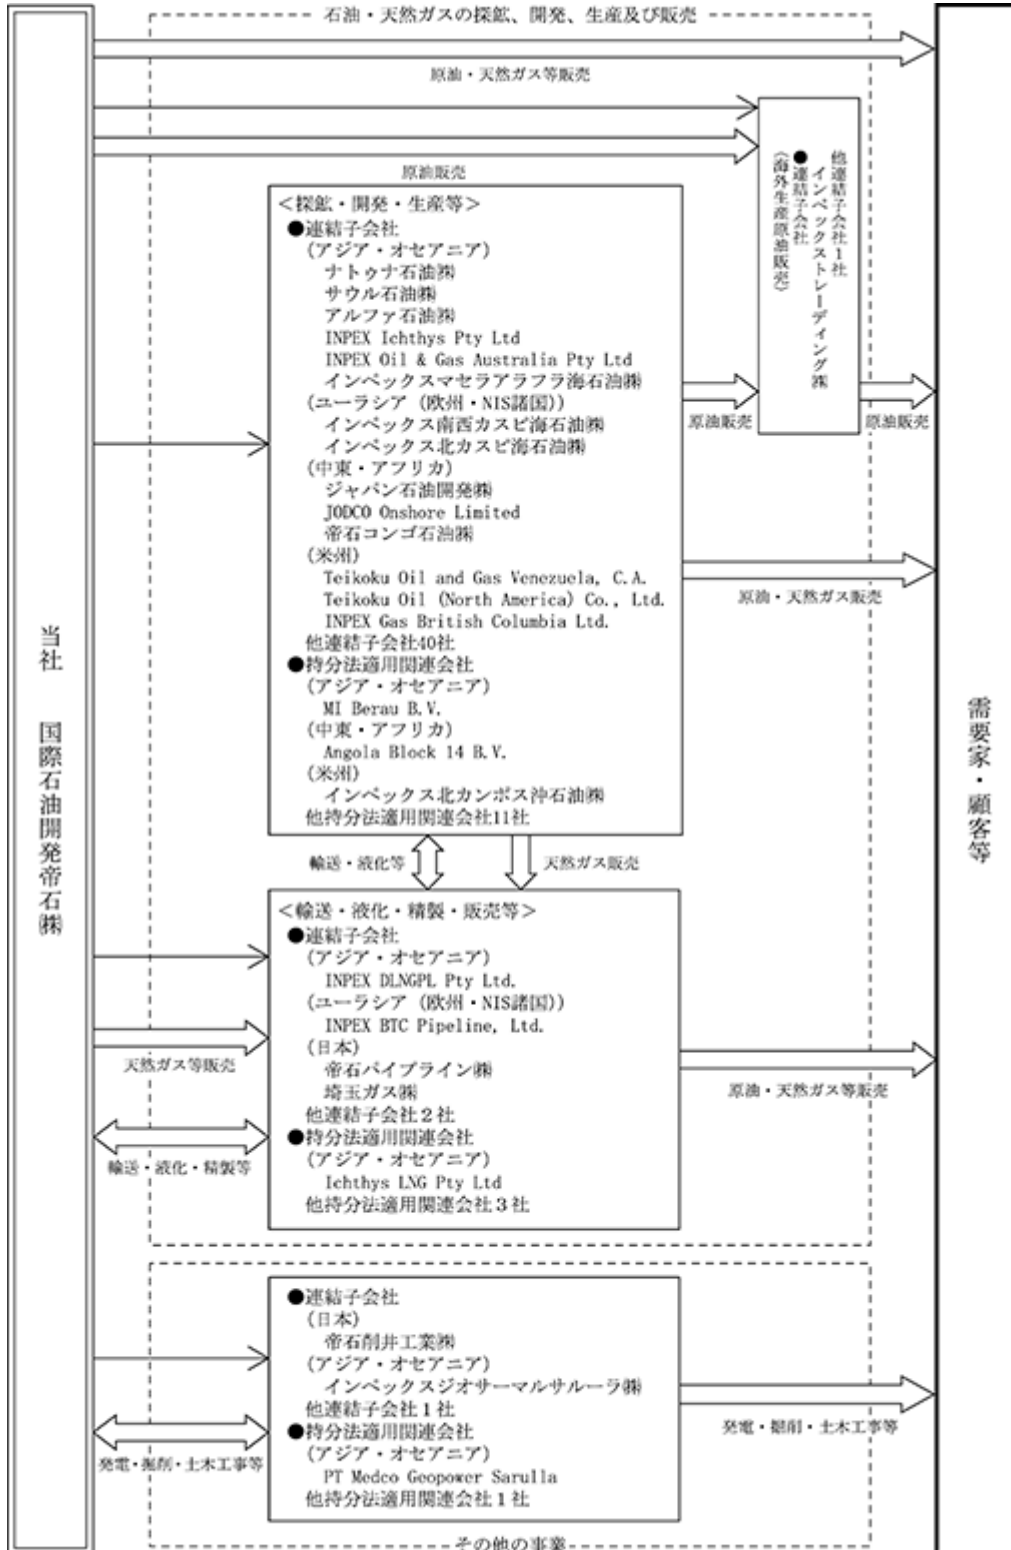 石油・天然ガスの探鉱、開発、生産及び販売
原油・天然ガス等販売
原油販売
《海外生産原油販売》
●連結子会社
インペックストレーディング㈱
他連結子会社1社
<探鉱・開発・生産等>
●連結子会社
(アジア・オセアニア)
ナトゥナ石油㈱
サウル石油㈱
アルファ石油㈱
INPEX Ichthys Pty Ltd
INPEX Oil & Gas Australia Pty Ltd
インペックスマセラアラフラ海石油㈱
(ユーラシア (欧州・NIS諸国))
インペックス南西カスピ海石油㈱
インペックス北カスピ海石油㈱
(中東・アフリカ)
ジャパン石油開発㈱
JODCO Onshore Limited
帝石コンゴ石油㈱
(米州)
Teikoku Oil and Gas Venezuela, C.A.
Teikoku Oil (North America) Co., Ltd.
INPEX Gas British Columbia Ltd.
他連結子会社40社
●持分法適用関連会社
(アジア・オセアニア)
MI Berau B.V.
(中東・アフリカ)
Angola Block 14 B.V.
(米州)
インペックス北カンポス沖石油㈱
他持分法適用関連会社11社
原油販売
原油販売
原油・天然ガス販売
当社 国際石油開発帝石㈱
需要家・顧客等
輸送・液化等
天然ガス販売
<輸送・液化・精製・販売等>
●連結子会社
(アジア・オセアニア)
INPEX DLNGPL Pty Ltd.
(ユーラシア (欧州・NIS諸国))
INPEX BTC Pipeline, Ltd.
(日本)
帝石パイプライン㈱
埼玉ガス㈱
他連結子会社2社
●持分法適用関連会社
(アジア・オセアニア)
Ichthys LNG Pty Ltd
他持分法適用関連会社3社
天然ガス等販売
輸送・液化・精製等
原油・天然ガス等販売
●連結子会社
(日本)
帝石削井工業㈱
(アジア・オセアニア)
インペックスジオサーマルサルーラ㈱
他連結子会社1社
●持分法適用関連会社
(アジア・オセアニア)
PT Medco Geopower Sarulla
他持分法適用関連会社1社
発電・掘削・土木工事等
発電・掘削・土木工事等
その他の事業